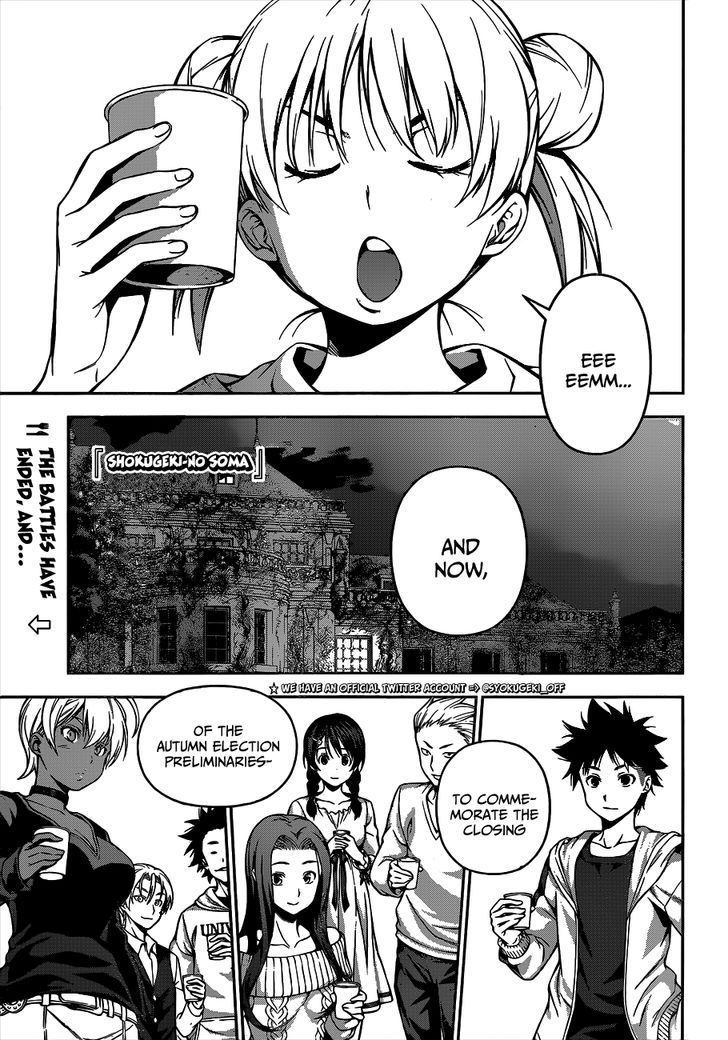 EEE
EEMM...
『SHOKUGEKI-NO SOMA』
AND
NOW,
THE BATTLES HAVE
ENDED, AND...
☆ WE HAVE AN OFFICIAL TWITTER ACCOUNT => @SYOKUGEKI_OFF
TO COMME-
MORATE THE
CLOSING
OF THE
AUTUMN ELECTION
PRELIMINARIES~